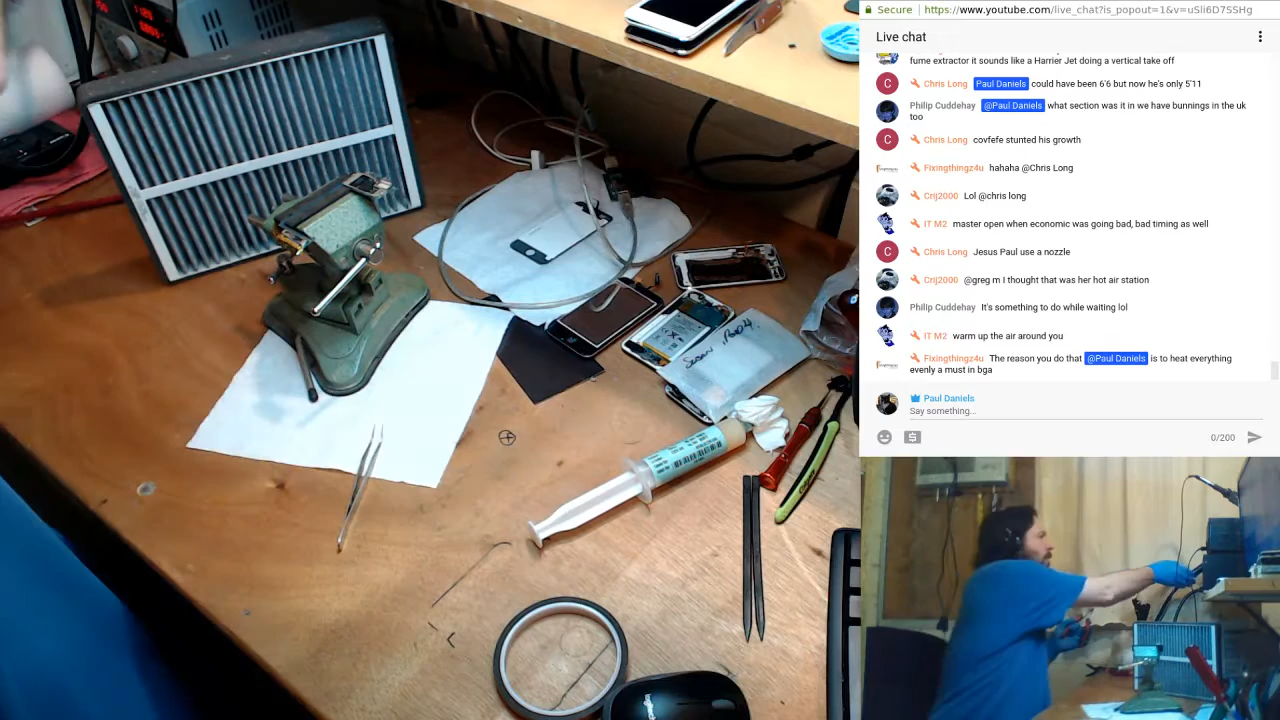 Secure https://www.youtube.com/live_chat?is_popout=1&v=uSli6D7SSHg
Live chat
fume extractor it sounds like a Harrier Jet doing a vertical take off
C Chris Long Paul Daniels could have been 6'6 but now he's only 5'11
Philip Cuddehay @Paul Daniels what section was it in we have bunnings in the uk
too
C Chris Long covfefe stunted his growth
Fixingthingz4u hahaha @Chris Long
Crij2000 Lol @chris long
IT M2 master open when economic was going bad, bad timing as well
C Chris Long Jesus Paul use a nozzle
Crij2000 @greg m I thought that was her hot air station
Philip Cuddehay It's something to do while waiting lol
IT M2 warm up the air around you
Fixingthingz4u The reason you do that @Paul Daniels is to heat everything
evenly a must in bga
Paul Daniels
Say something...
0/200